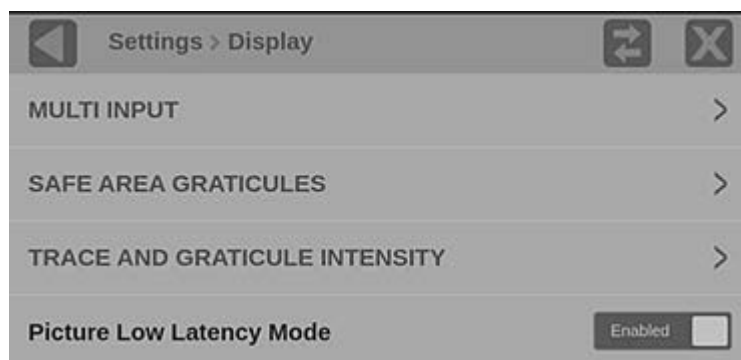 Settings > Display
MULTI INPUT
SAFE AREA GRATICULES
TRACE AND GRATICULE INTENSITY
Picture Low Latency Mode Enabled